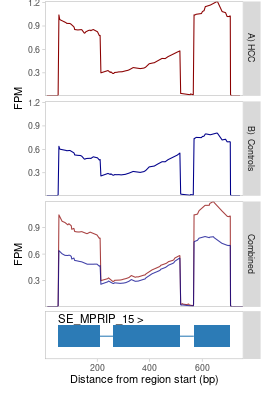 1.2
0.9
0.6
0.3
A) HCC
FPM
1.2
0.9
0.6
0.3
B) Controls
0.9
0.6
0.3
Combined
FPM
SE_MPRIP_15 >
200 400 600
Distance from region start (bp)